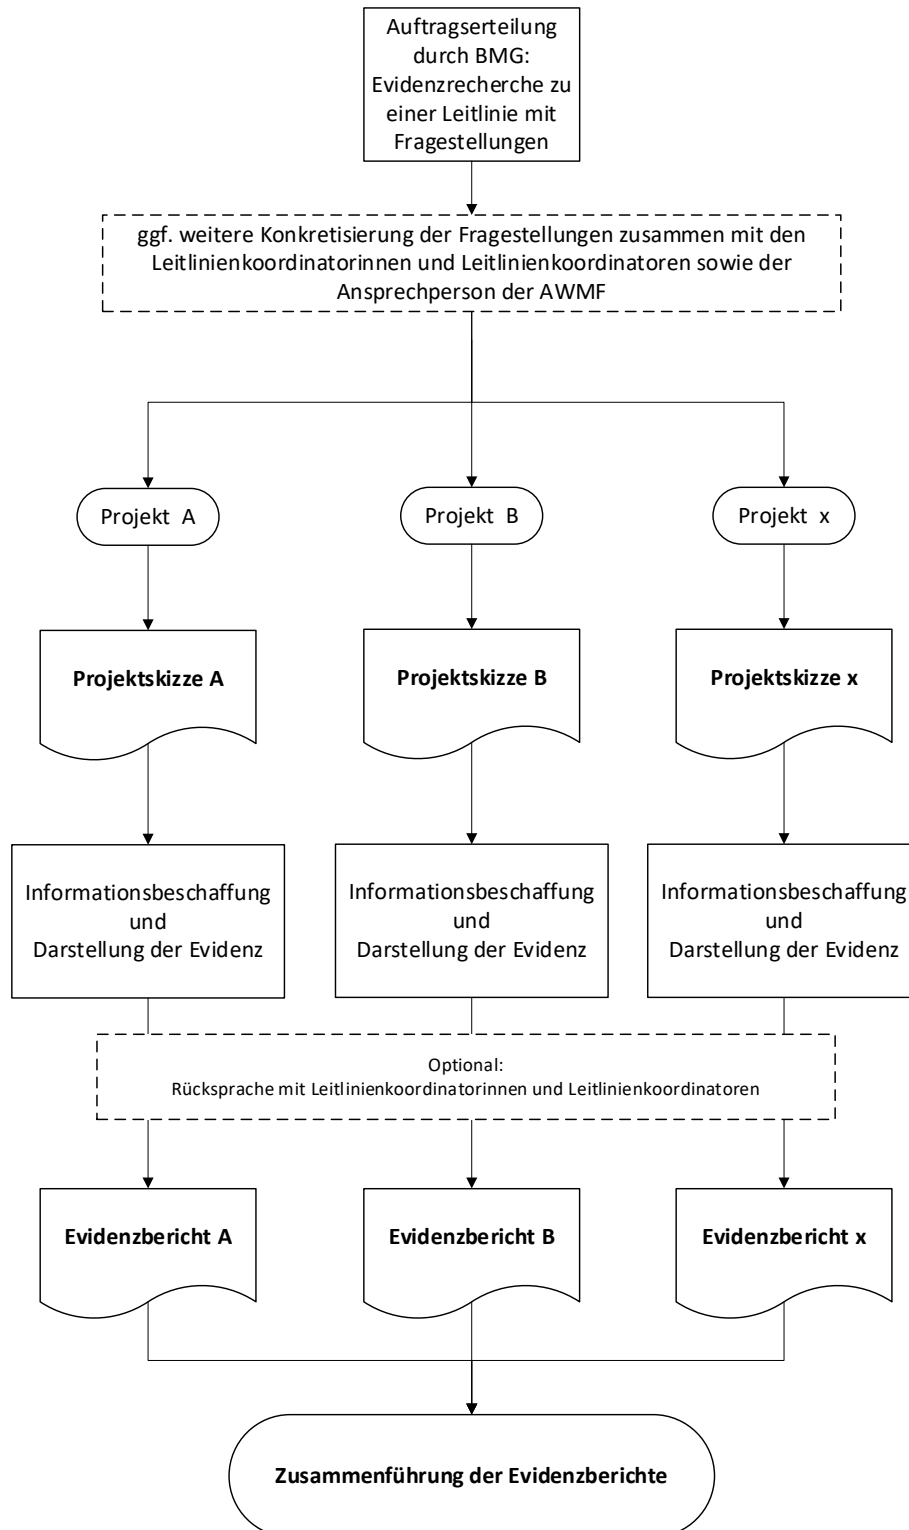 Auftragserteilung
durch BMG:
Evidenzrecherche zu
einer Leitlinie mit
Fragestellungen
ggf. weitere Konkretisierung der Fragestellungen zusammen mit den
Leitlinienkoordinatorinnen und Leitlinienkoordinatoren sowie der
Ansprechperson der AWMF
Projekt A
Projekt B
Projekt x
Projektskizze A
Projektskizze B
Projektskizze x
Informationsbeschaffung
und
Darstellung der Evidenz
Informationsbeschaffung
und
Darstellung der Evidenz
Informationsbeschaffung
und
Darstellung der Evidenz
Optional:
Rücksprache mit Leitlinienkoordinatorinnen und Leitlinienkoordinatoren
Evidenzbericht A
Evidenzbericht B
Evidenzbericht x
Zusammenführung der Evidenzberichte